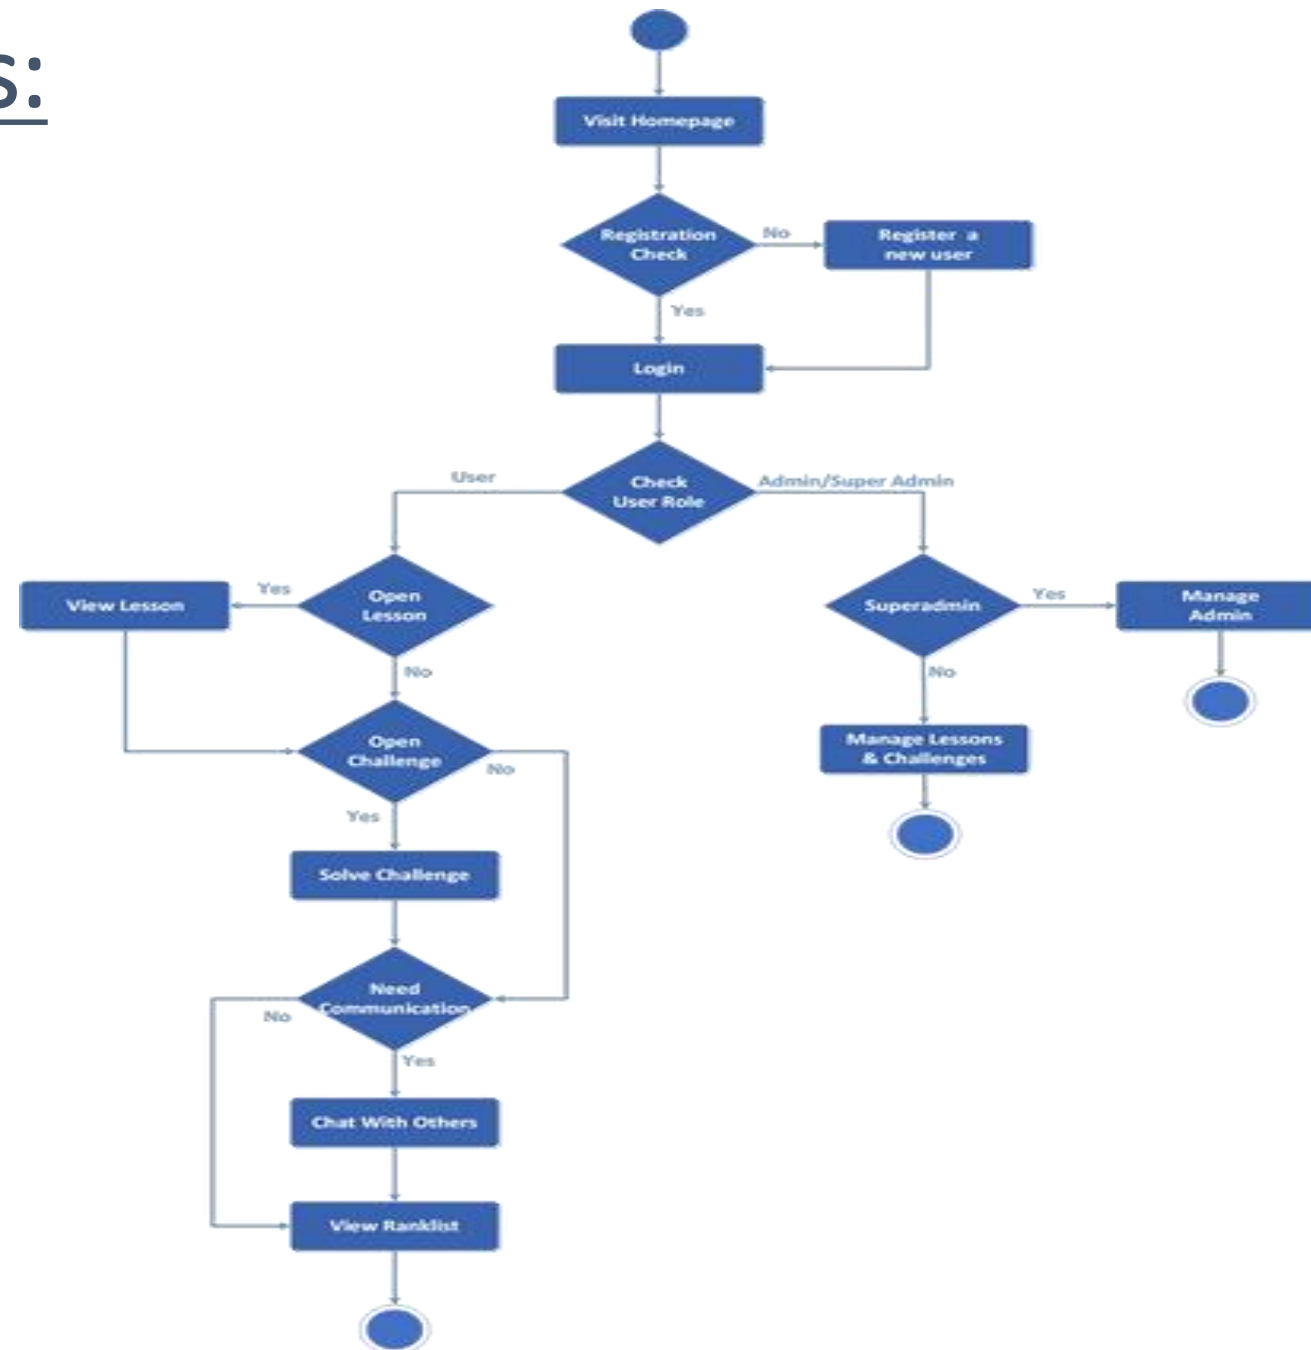 s:
Visit Homepage
Registration
Check
No
Register a
new user
Yes
Login
Check
User Role
User
Admin/Super Admin
Open
Lesson
Yes
View Lesson
No
Superadmin
Yes
Manage
Admin
No
Manage Lessons
& Challenges
Open
Challenge
No
Yes
Solve Challenge
Need
Communication
No
Yes
Chat With Others
View Ranklist